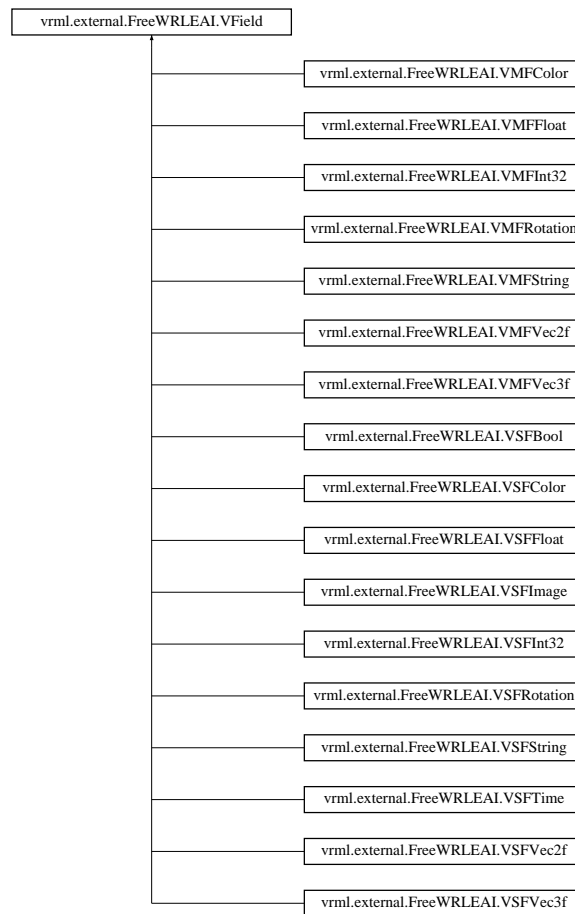 vrml.external.FreeWRLEAI.VField
vrml.external.FreeWRLEAI.VMFColor
vrml.external.FreeWRLEAI.VMFFloat
vrml.external.FreeWRLEAI.VMFInt32
vrml.external.FreeWRLEAI.VMFRotation
vrml.external.FreeWRLEAI.VMFString
vrml.external.FreeWRLEAI.VMFVec2f
vrml.external.FreeWRLEAI.VMFVec3f
vrml.external.FreeWRLEAI.VSFBool
vrml.external.FreeWRLEAI.VSFColor
vrml.external.FreeWRLEAI.VSFFloat
vrml.external.FreeWRLEAI.VSFImage
vrml.external.FreeWRLEAI.VSFInt32
vrml.external.FreeWRLEAI.VSFRotation
vrml.external.FreeWRLEAI.VSFString
vrml.external.FreeWRLEAI.VSFTime
vrml.external.FreeWRLEAI.VSFVec2f
vrml.external.FreeWRLEAI.VSFVec3f